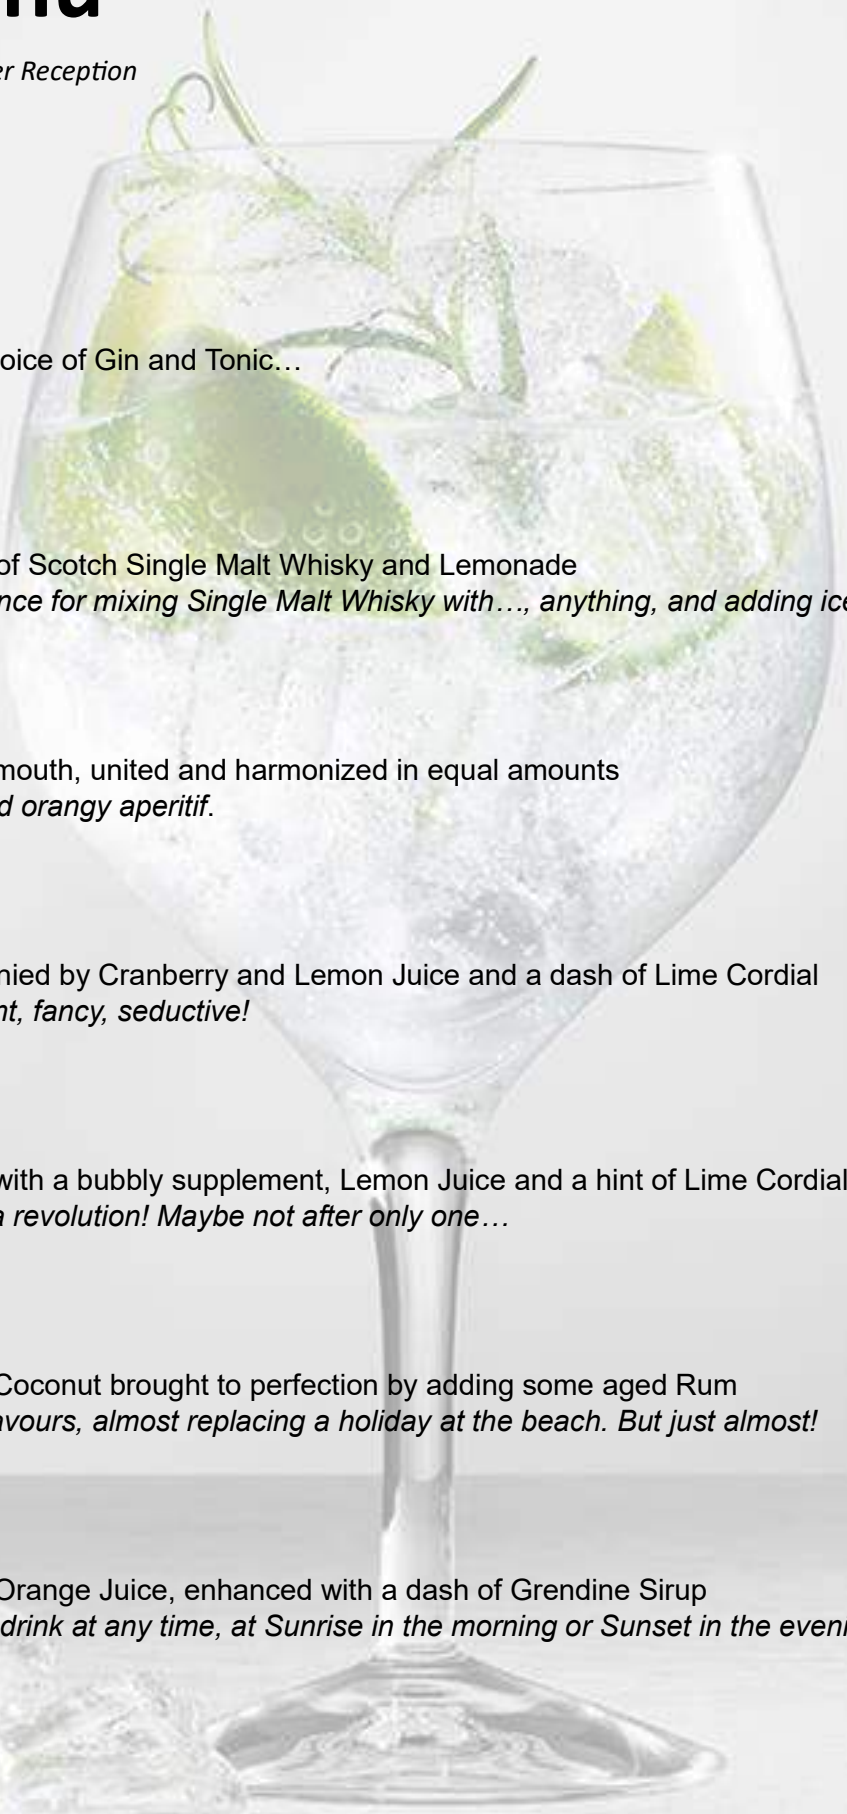 er Reception
oice of Gin and Tonic…
of Scotch Single Malt Whisky and Lemonade
nce for mixing Single Malt Whisky with…, anything, and adding ice
mouth, united and harmonized in equal amounts
d orangy aperitif.
nied by Cranberry and Lemon Juice and a dash of Lime Cordial
nt, fancy, seductive!
with a bubbly supplement, Lemon Juice and a hint of Lime Cordial
a revolution! Maybe not after only one…
Coconut brought to perfection by adding some aged Rum
avours, almost replacing a holiday at the beach. But just almost!
Orange Juice, enhanced with a dash of Grendine Sirup
drink at any time, at Sunrise in the morning or Sunset in the eveni